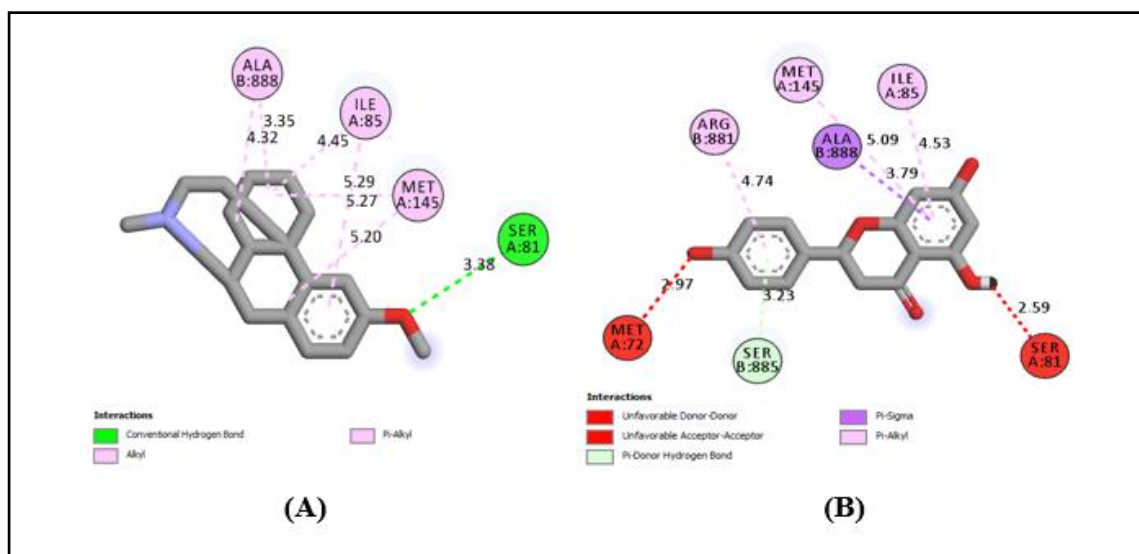 ALA
B:888
3.35
4.32
4.45
ILE
A:85
5.29
5.27
MET
A:145
5.20
SER
A:81
3.38
Interactions
Conventional Hydrogen Bond
Alkyl
Pi-Alkyl
(A)
MET
A:145
ILE
A:85
ARG
B:881
ALA
B:888
5.09
4.53
3.79
4.74
2.97
3.23
2.59
MET
A:72
SER
B:885
SER
A:81
Interactions
Unfavorable Donor-Donor
Unfavorable Acceptor-Acceptor
Pi-Donor Hydrogen Bond
Pi-Sigma
Pi-Alkyl
(B)